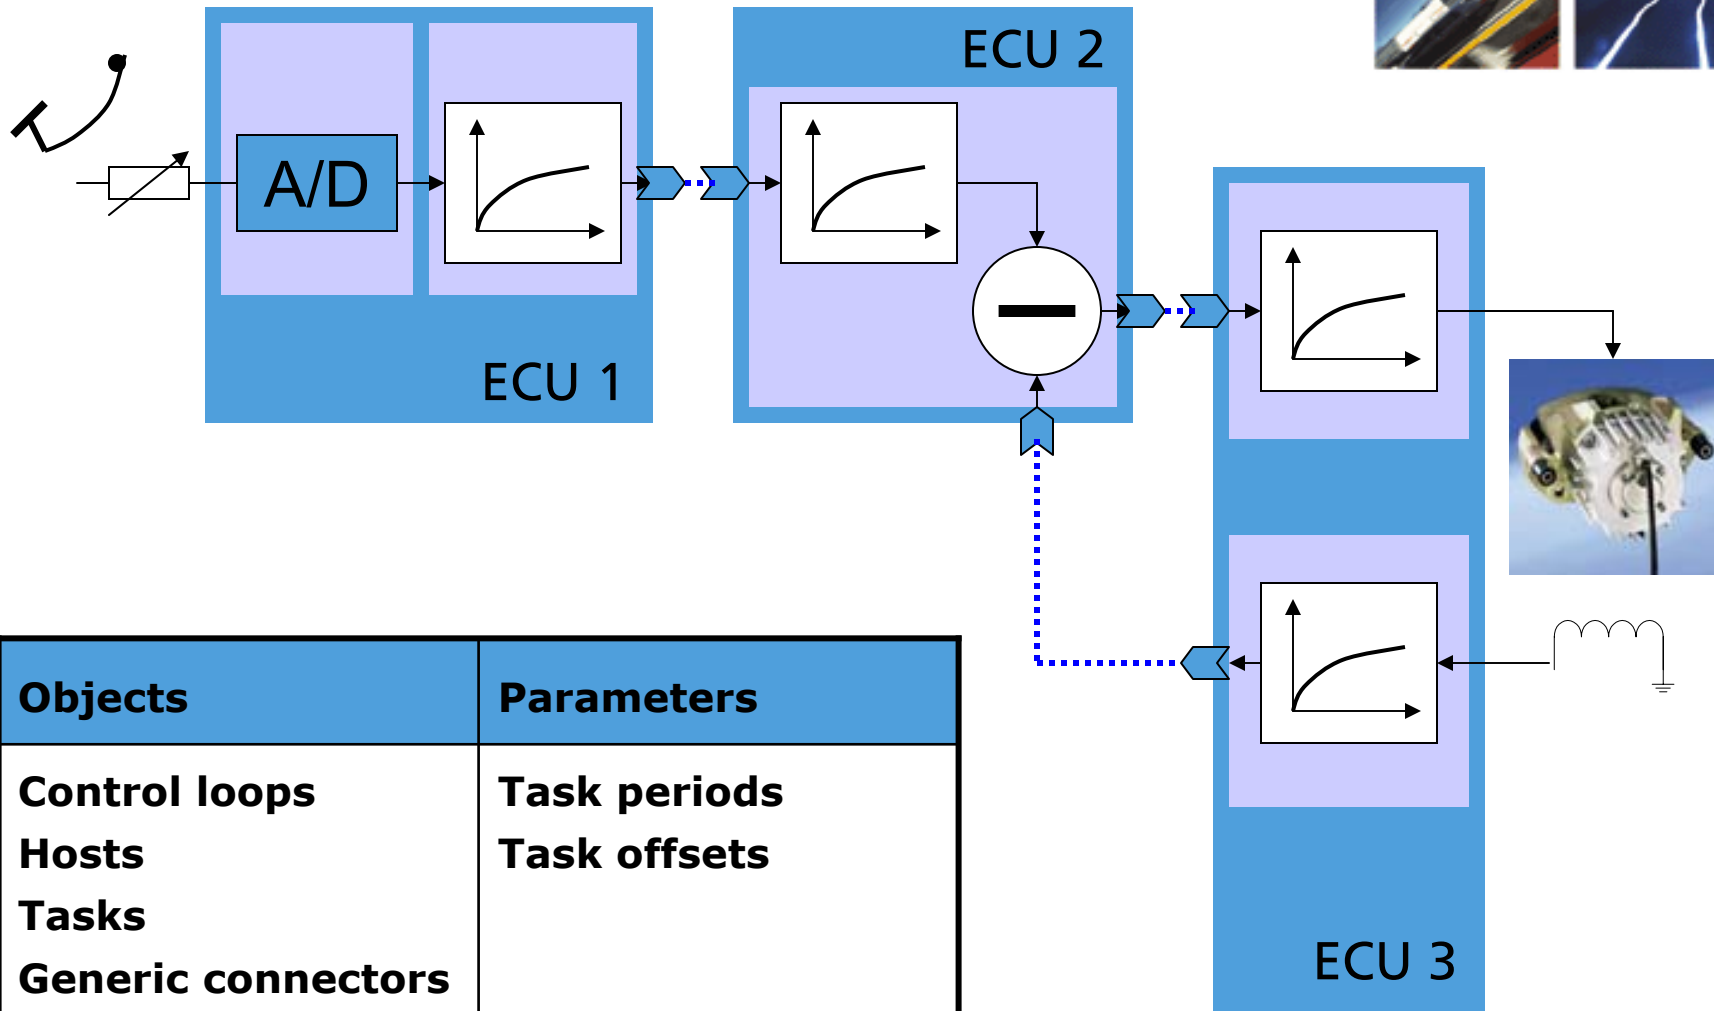 ECU 2
A/D
ECU 1
Objects
Parameters
Control loops
Task periods
Hosts
Task offsets
Tasks
Generic connectors
ECU 3